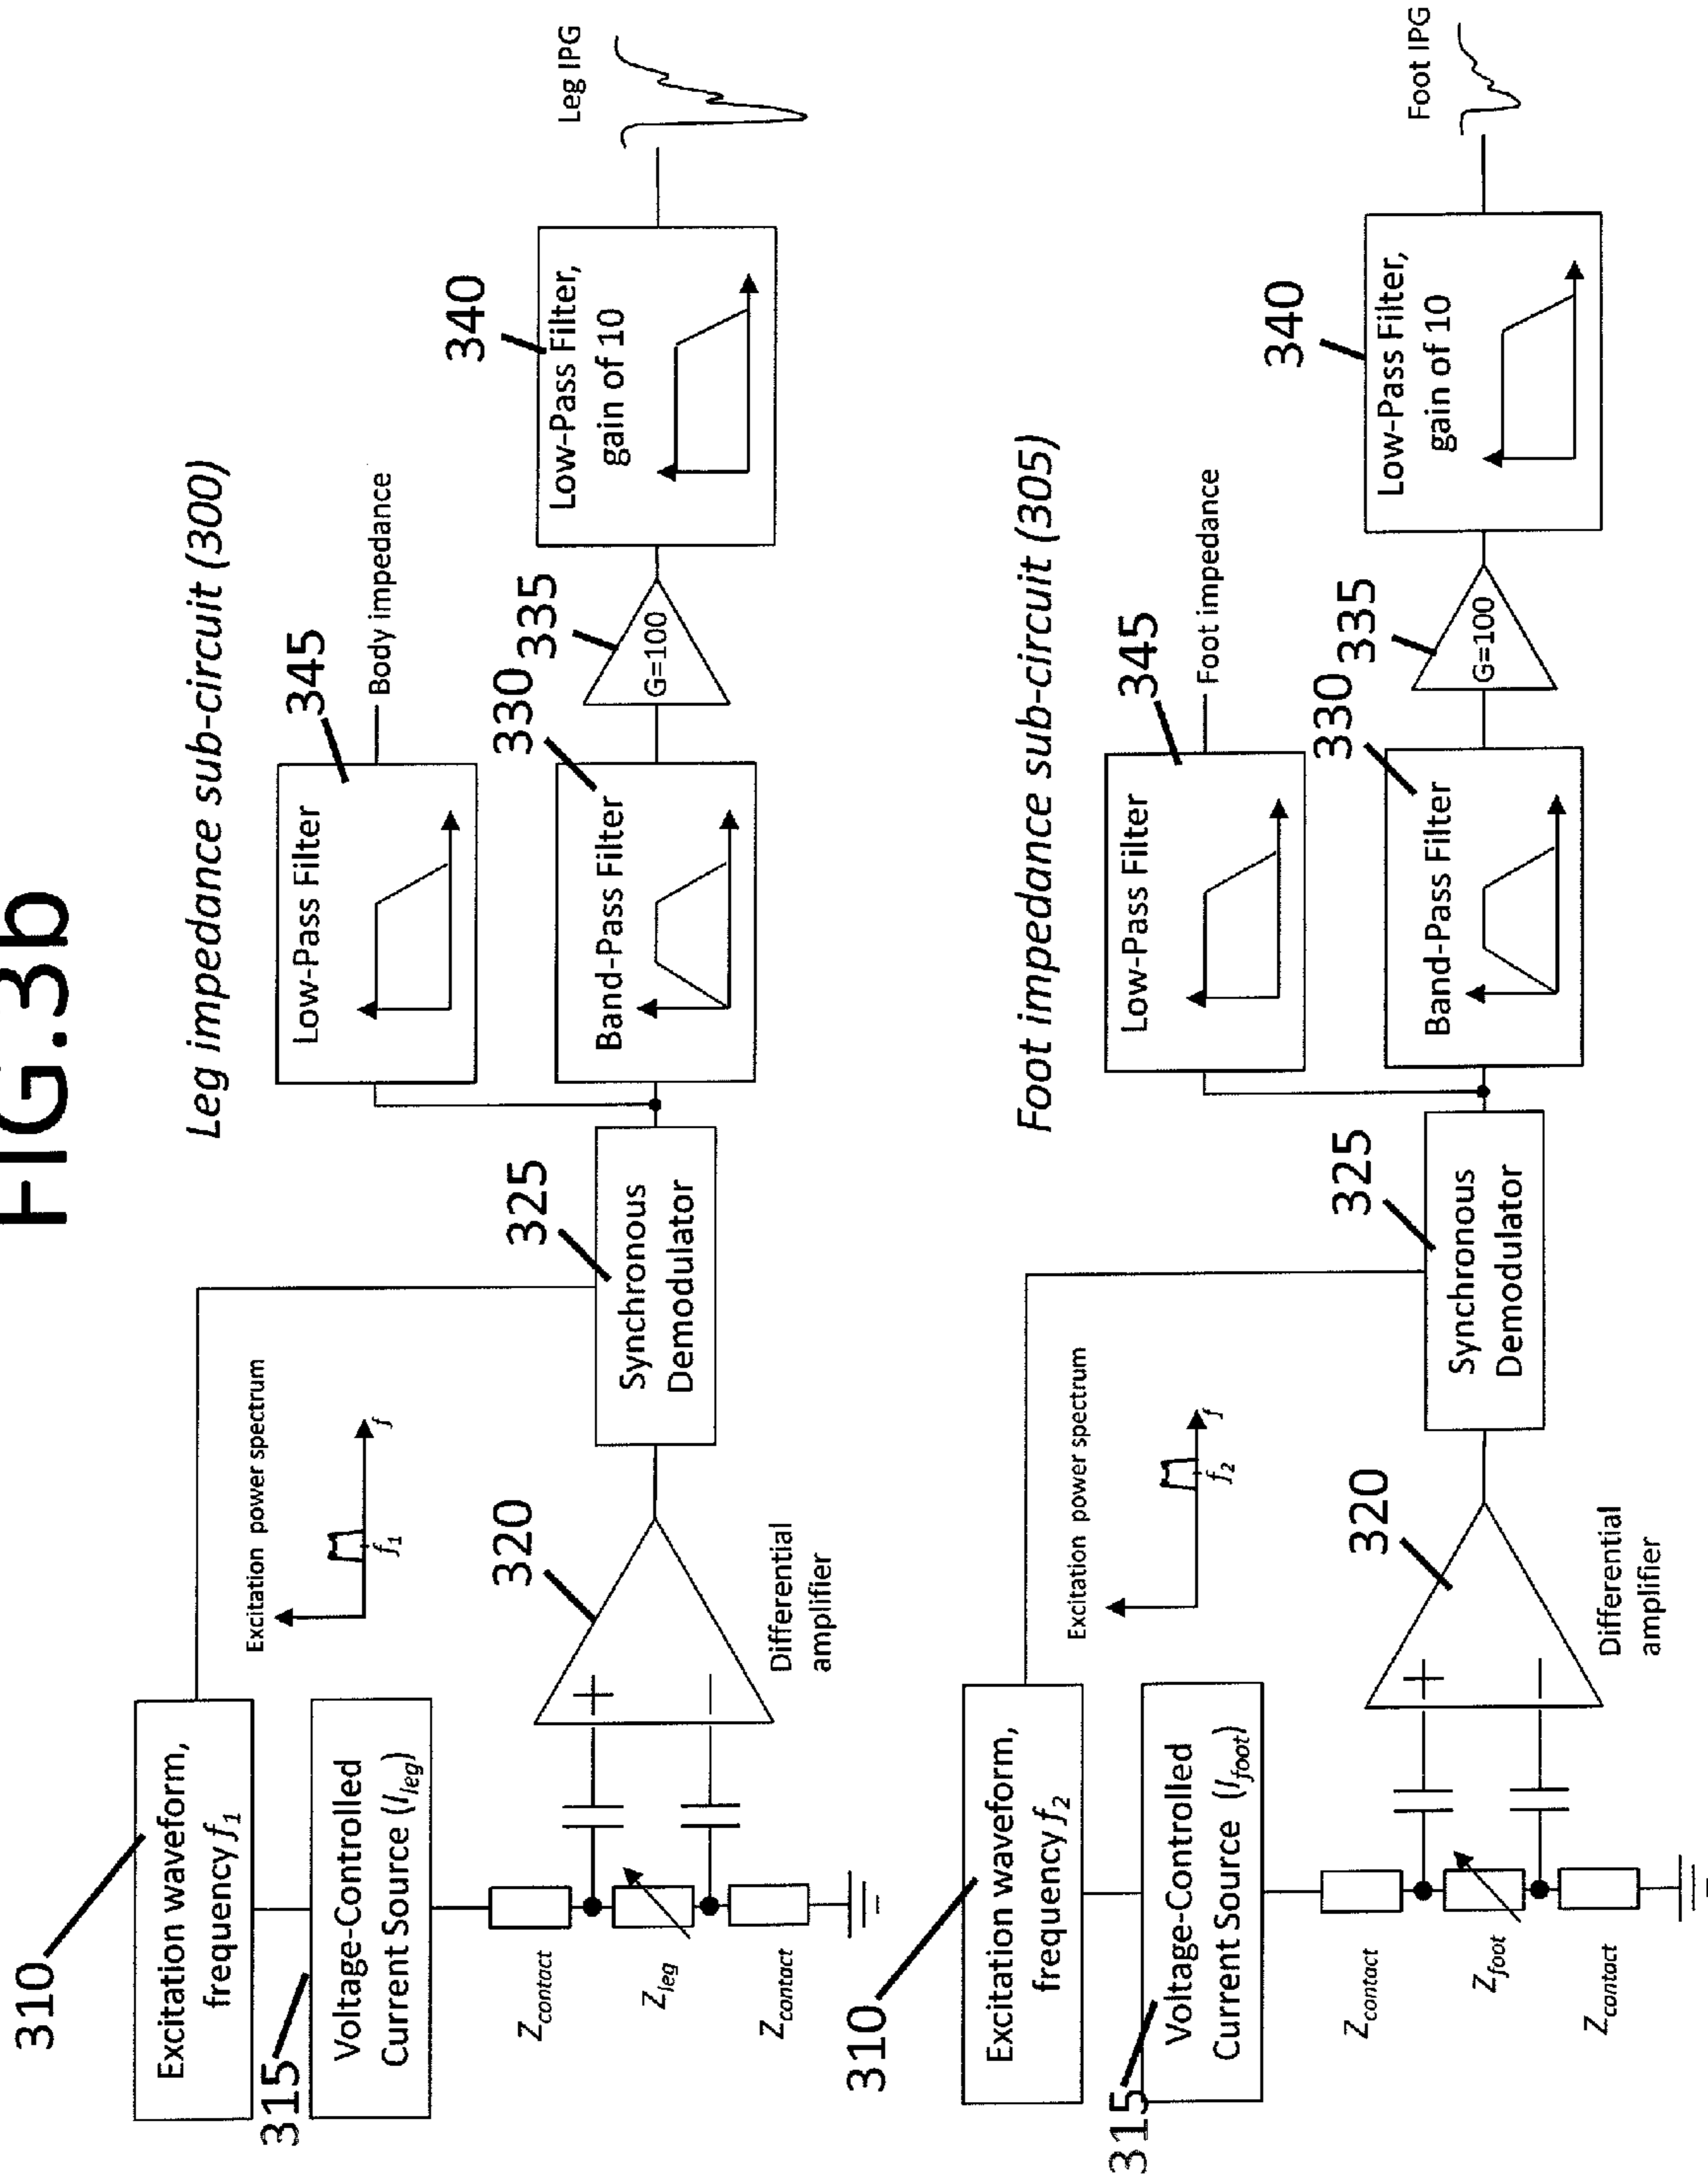 FIG.3b
Leg impedance sub-circuit (300)
310
Excitation waveform,
frequency f1
315
Voltage-Controlled
Current Source (Ileg)
Excitation power spectrum
f1
f
Zcontact
Zleg
Zcontact
320
+
−
Differential
amplifier
325
Synchronous
Demodulator
345
Low-Pass Filter
Body impedance
330
Band-Pass Filter
335
G=100
340
Low-Pass Filter,
gain of 10
Leg IPG
Foot impedance sub-circuit (305)
310
Excitation waveform,
frequency f2
315
Voltage-Controlled
Current Source (Ifoot)
Excitation power spectrum
f2
f
Zcontact
Zfoot
Zcontact
320
+
−
Differential
amplifier
325
Synchronous
Demodulator
345
Low-Pass Filter
Foot impedance
330
Band-Pass Filter
335
G=100
340
Low-Pass Filter,
gain of 10
Foot IPG